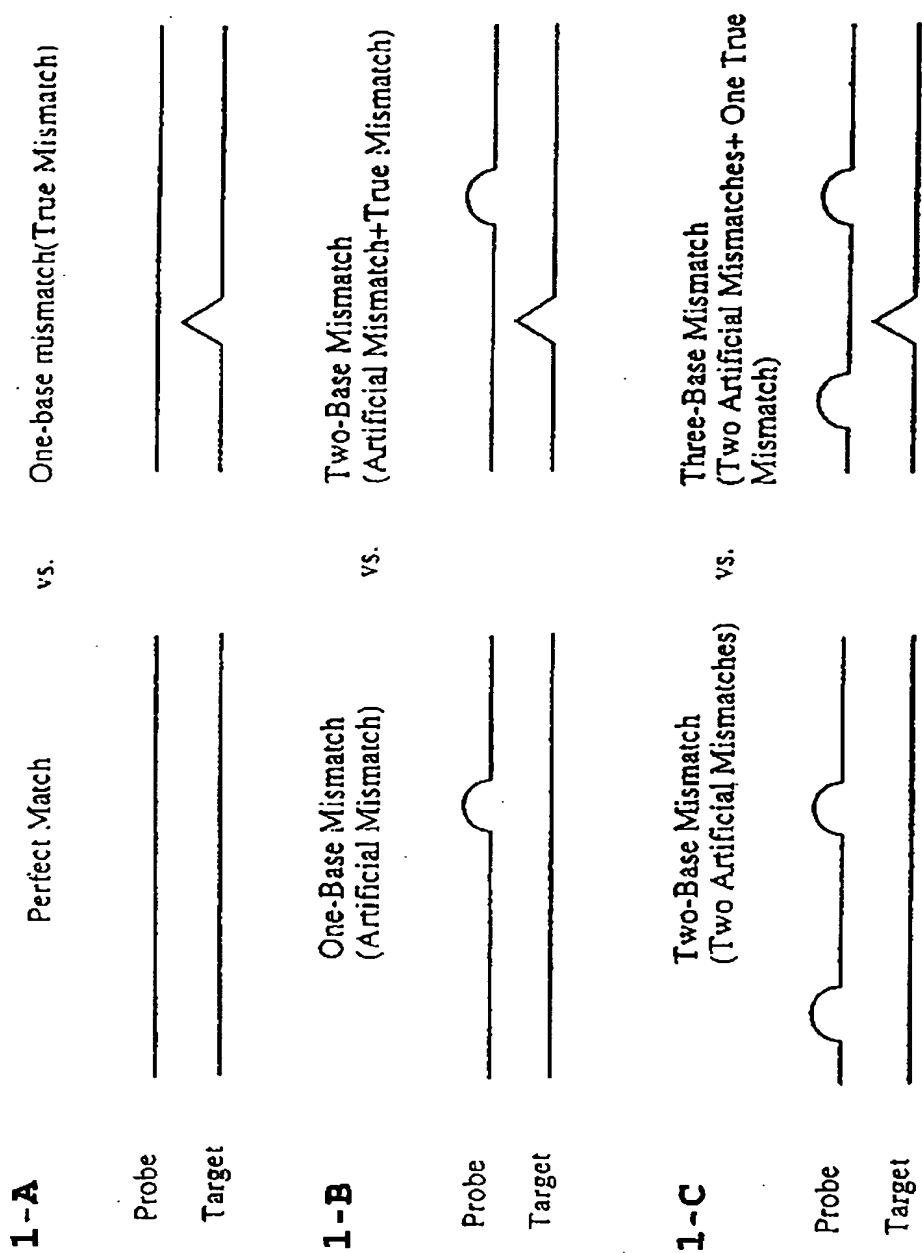 1-A
Perfect Match
vs.
One-base mismatch(True Mismatch)
Probe
Target
1-B
One-Base Mismatch
(Artificial Mismatch)
vs.
Two-Base Mismatch
(Artificial Mismatch+True Mismatch)
Probe
Target
1-C
Two-Base Mismatch
(Two Artificial Mismatches)
vs.
Three-Base Mismatch
(Two Artificial Mismatches+ One True
Mismatch)
Probe
Target